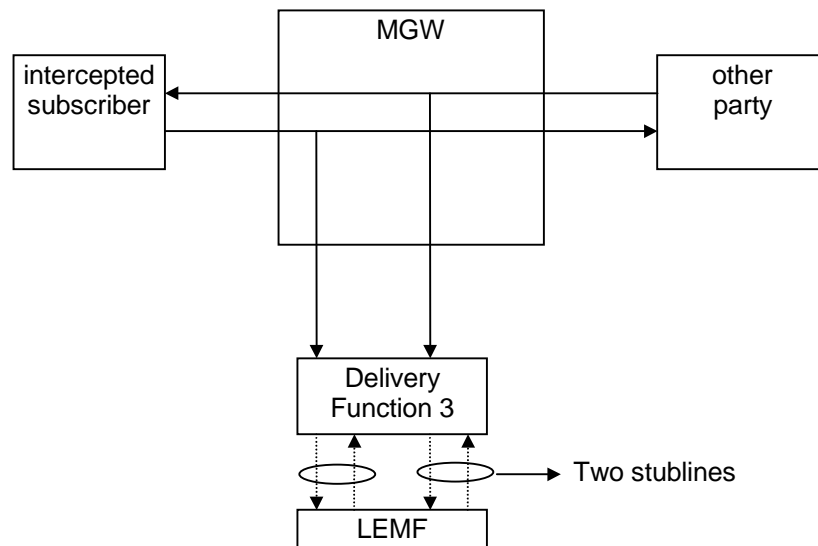 MGW
intercepted
subscriber
other
party
Delivery
Function 3
Two stublines
LEMF